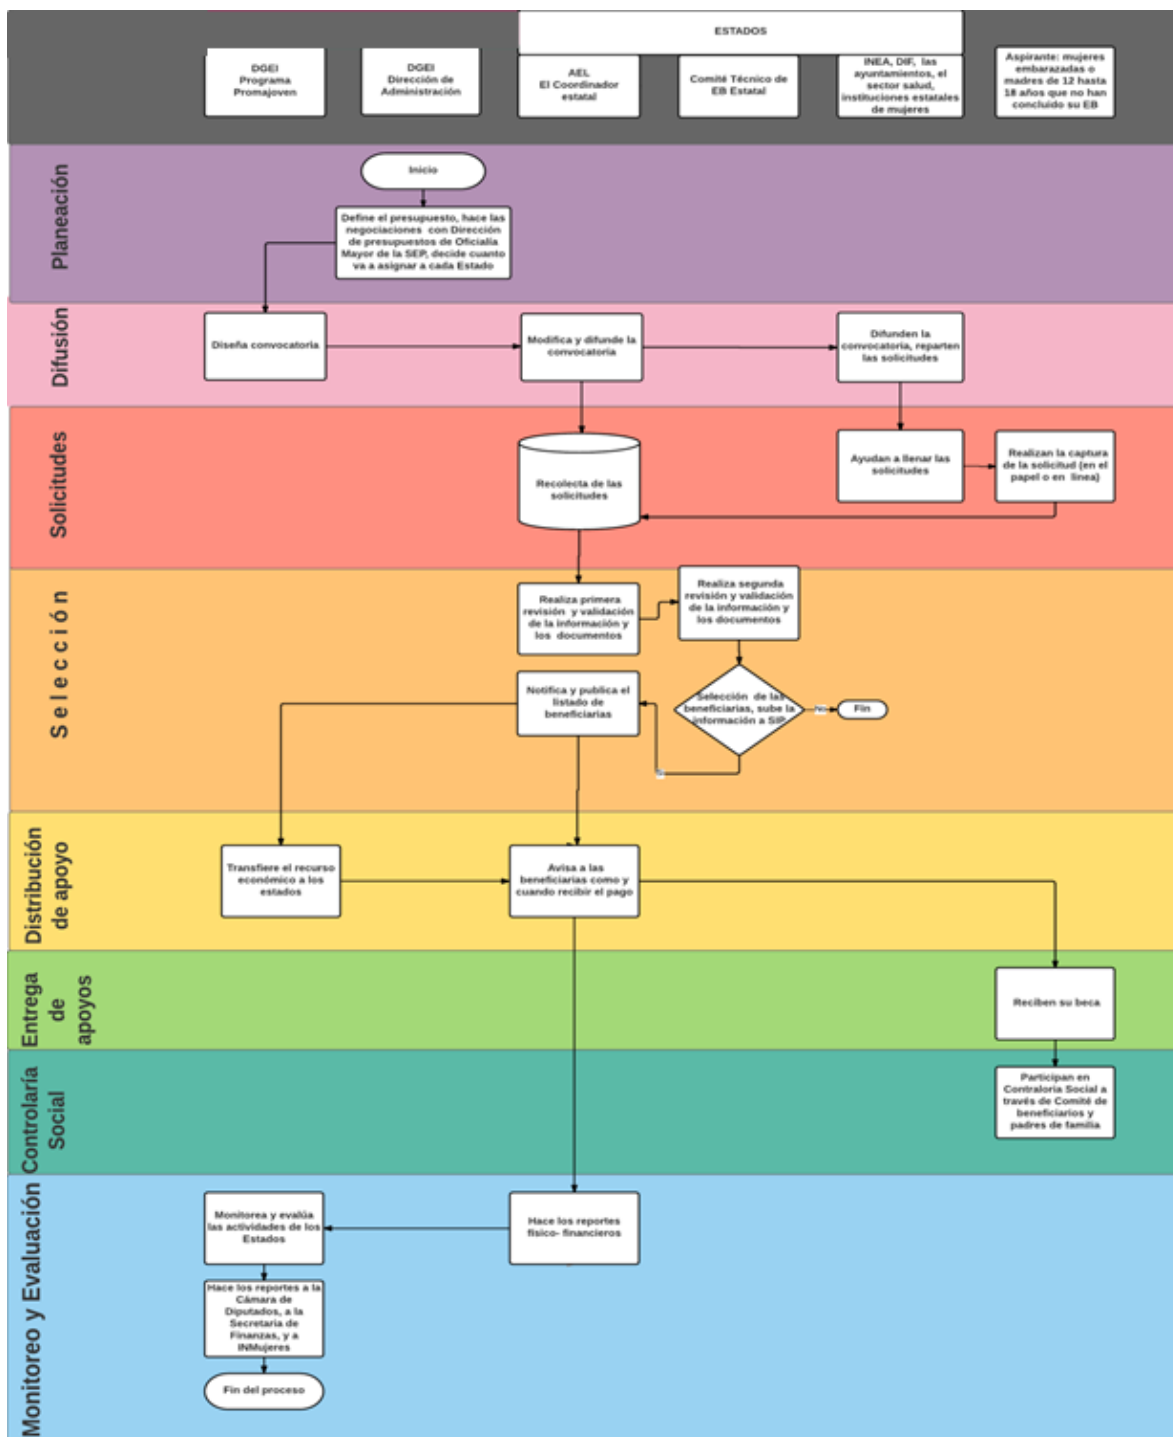 ESTADOS
DGEI
Programa
Promajoven
DGEI
Dirección de
Administración
AEL
El Coordinador
estatal
Comité Técnico de
EB Estatal
INEA, DIF, las
ayuntamientos, el
sector salud,
instituciones estatales
de mujeres
Aspirante: mujeres
embarazadas o
madres de 12 hasta
18 años que no han
concluido su EB
Planeación
Inicio
Define el presupuesto, hace las
negociaciones con Dirección
de presupuestos de Oficialía
Mayor de la SEP, decide cuanto
va a asignar a cada Estado
Difusión
Diseña convocatoria
Modifica y difunde la
convocatoria
Difunden la
convocatoria, reparten
las solicitudes
Solicitudes
Recolecta de las
solicitudes
Ayudan a llenar las
solicitudes
Realizan la captura
de la solicitud (en el
papel o en línea)
Selección
Realiza primera
revisión y validación
de la información y
los documentos
Realiza segunda
revisión y validación
de la información y
los documentos
Notifica y publica el
listado de
beneficiarias
Selección de las
beneficiarias, sube la
información a SIP
No
Fin
Distribución
de apoyo
Transfiere el recurso
económico a los
estados
Avisa a las
beneficiarias como y
cuando recibir el pago
Entrega
de
apoyos
Reciben su beca
Controlaría
Social
Participan en
Contraloria Social a
través de Comité de
beneficiarios y
padres de familia
Monitoreo y Evaluación
Monitorea y evalúa
las actividades de los
Estados
Hace los reportes
físico- financieros
Hace los reportes a la
Cámara de
Diputados, a la
Secretaria de
Finanzas, y a
INMujeres
Fin del proceso